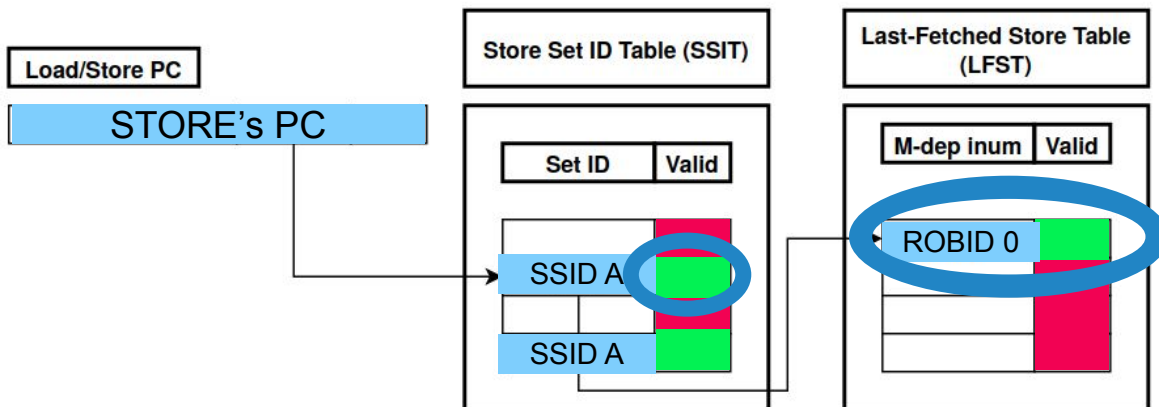 Load/Store PC
STORE's PC
Store Set ID Table (SSIT)
Set ID
Valid
SSID A
SSID A
Last-Fetched Store Table
(LFST)
M-dep inum
Valid
ROBID 0